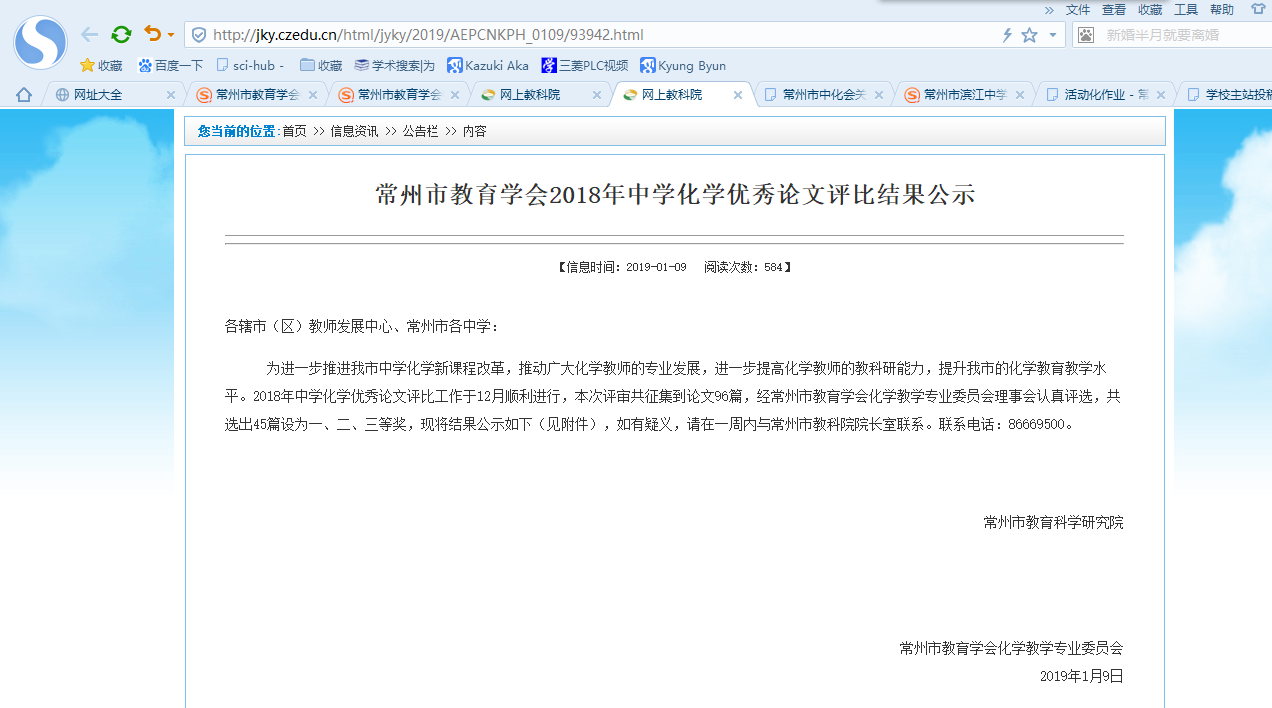 » 文件 查看 收藏 工具 帮助
http://jky.czedu.cn/html/jyky/2019/AEPCNKPH_0109/93942.html
新婚半月就要离婚
收藏 百度一下 sci-hub - 收藏 学术搜索|为 Kazuki Aka 三菱PLC视频 Kyung Byun
网址大全 常州市教育学会 常州市教育学会 网上教科院 网上教科院 常州市中化会关 常州市滨江中学 活动化作业 - 常 学校主站投稿
您当前的位置:首页 >> 信息资讯 >> 公告栏 >> 内容
常州市教育学会2018年中学化学优秀论文评比结果公示
【信息时间：2019-01-09 阅读次数：584】
各辖市（区）教师发展中心、常州市各中学：
为进一步推进我市中学化学新课程改革，推动广大化学教师的专业发展，进一步提高化学教师的教科研能力，提升我市的化学教育教学水
平。2018年中学化学优秀论文评比工作于12月顺利进行，本次评审共征集到论文96篇，经常州市教育学会化学教学专业委员会理事会认真评选，共
选出45篇设为一、二、三等奖，现将结果公示如下（见附件），如有疑义，请在一周内与常州市教科院院长室联系。联系电话：86669500。
常州市教育科学研究院
常州市教育学会化学教学专业委员会
2019年1月9日